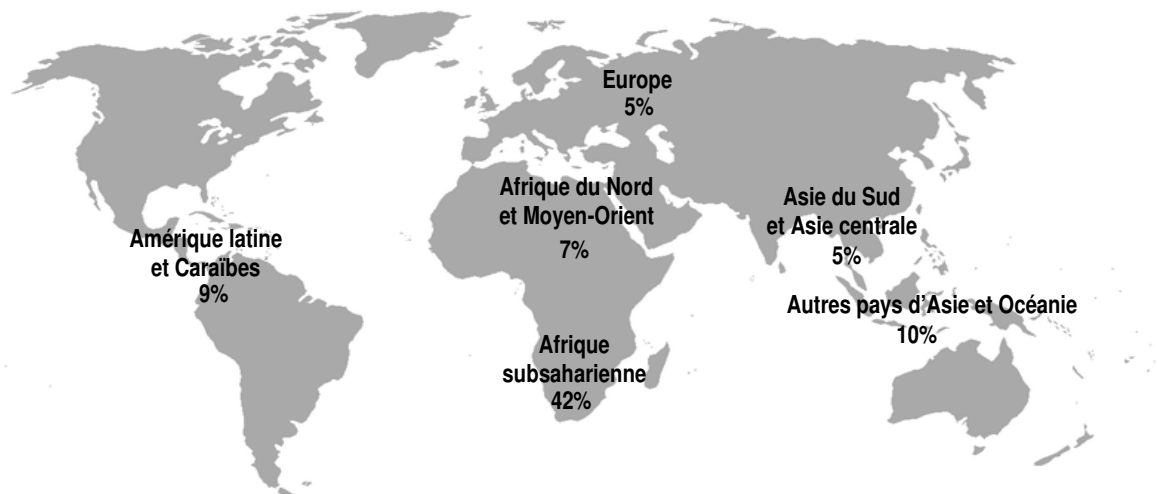 Europe
5%
Afrique du Nord
et Moyen-Orient
7%
Asie du Sud
et Asie centrale
5%
Amérique latine
et Caraïbes
9%
Autres pays d'Asie et Océanie
10%
Afrique
subsaharienne
42%